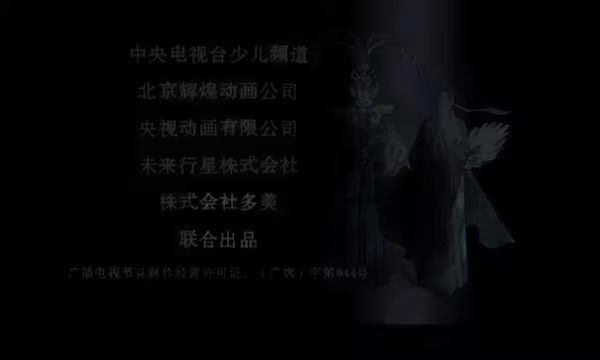 中央电视台少儿频道
北京辉煌动画公司
央视动画有限公司
未来行星株式会社
株式会社多美
联合出品
广播电视节目制作经营许可证：（广媒）字第044号